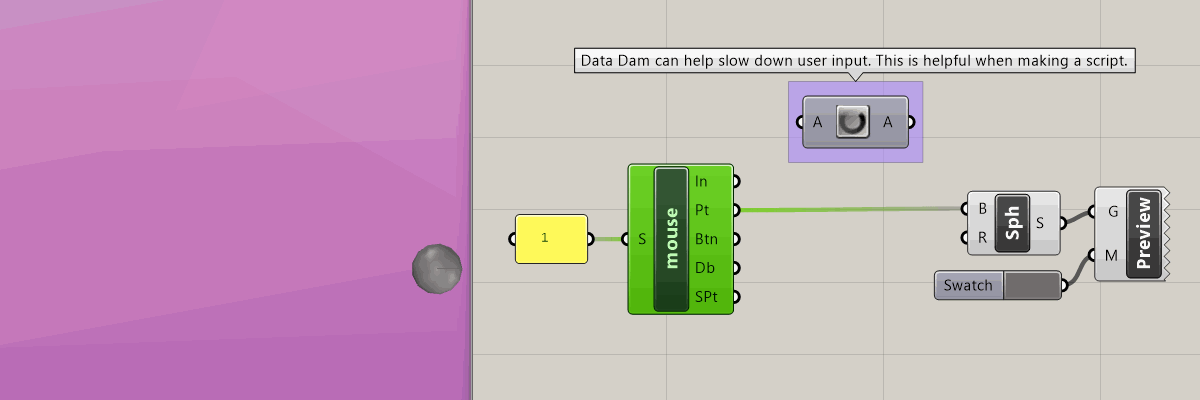 Data Dam can help slow down user input. This is helpful when making a script.
A A
1
S
mouse
In
Pt
Btn
Db
SPt
B
R
Sph
S
Swatch
G
M
Preview